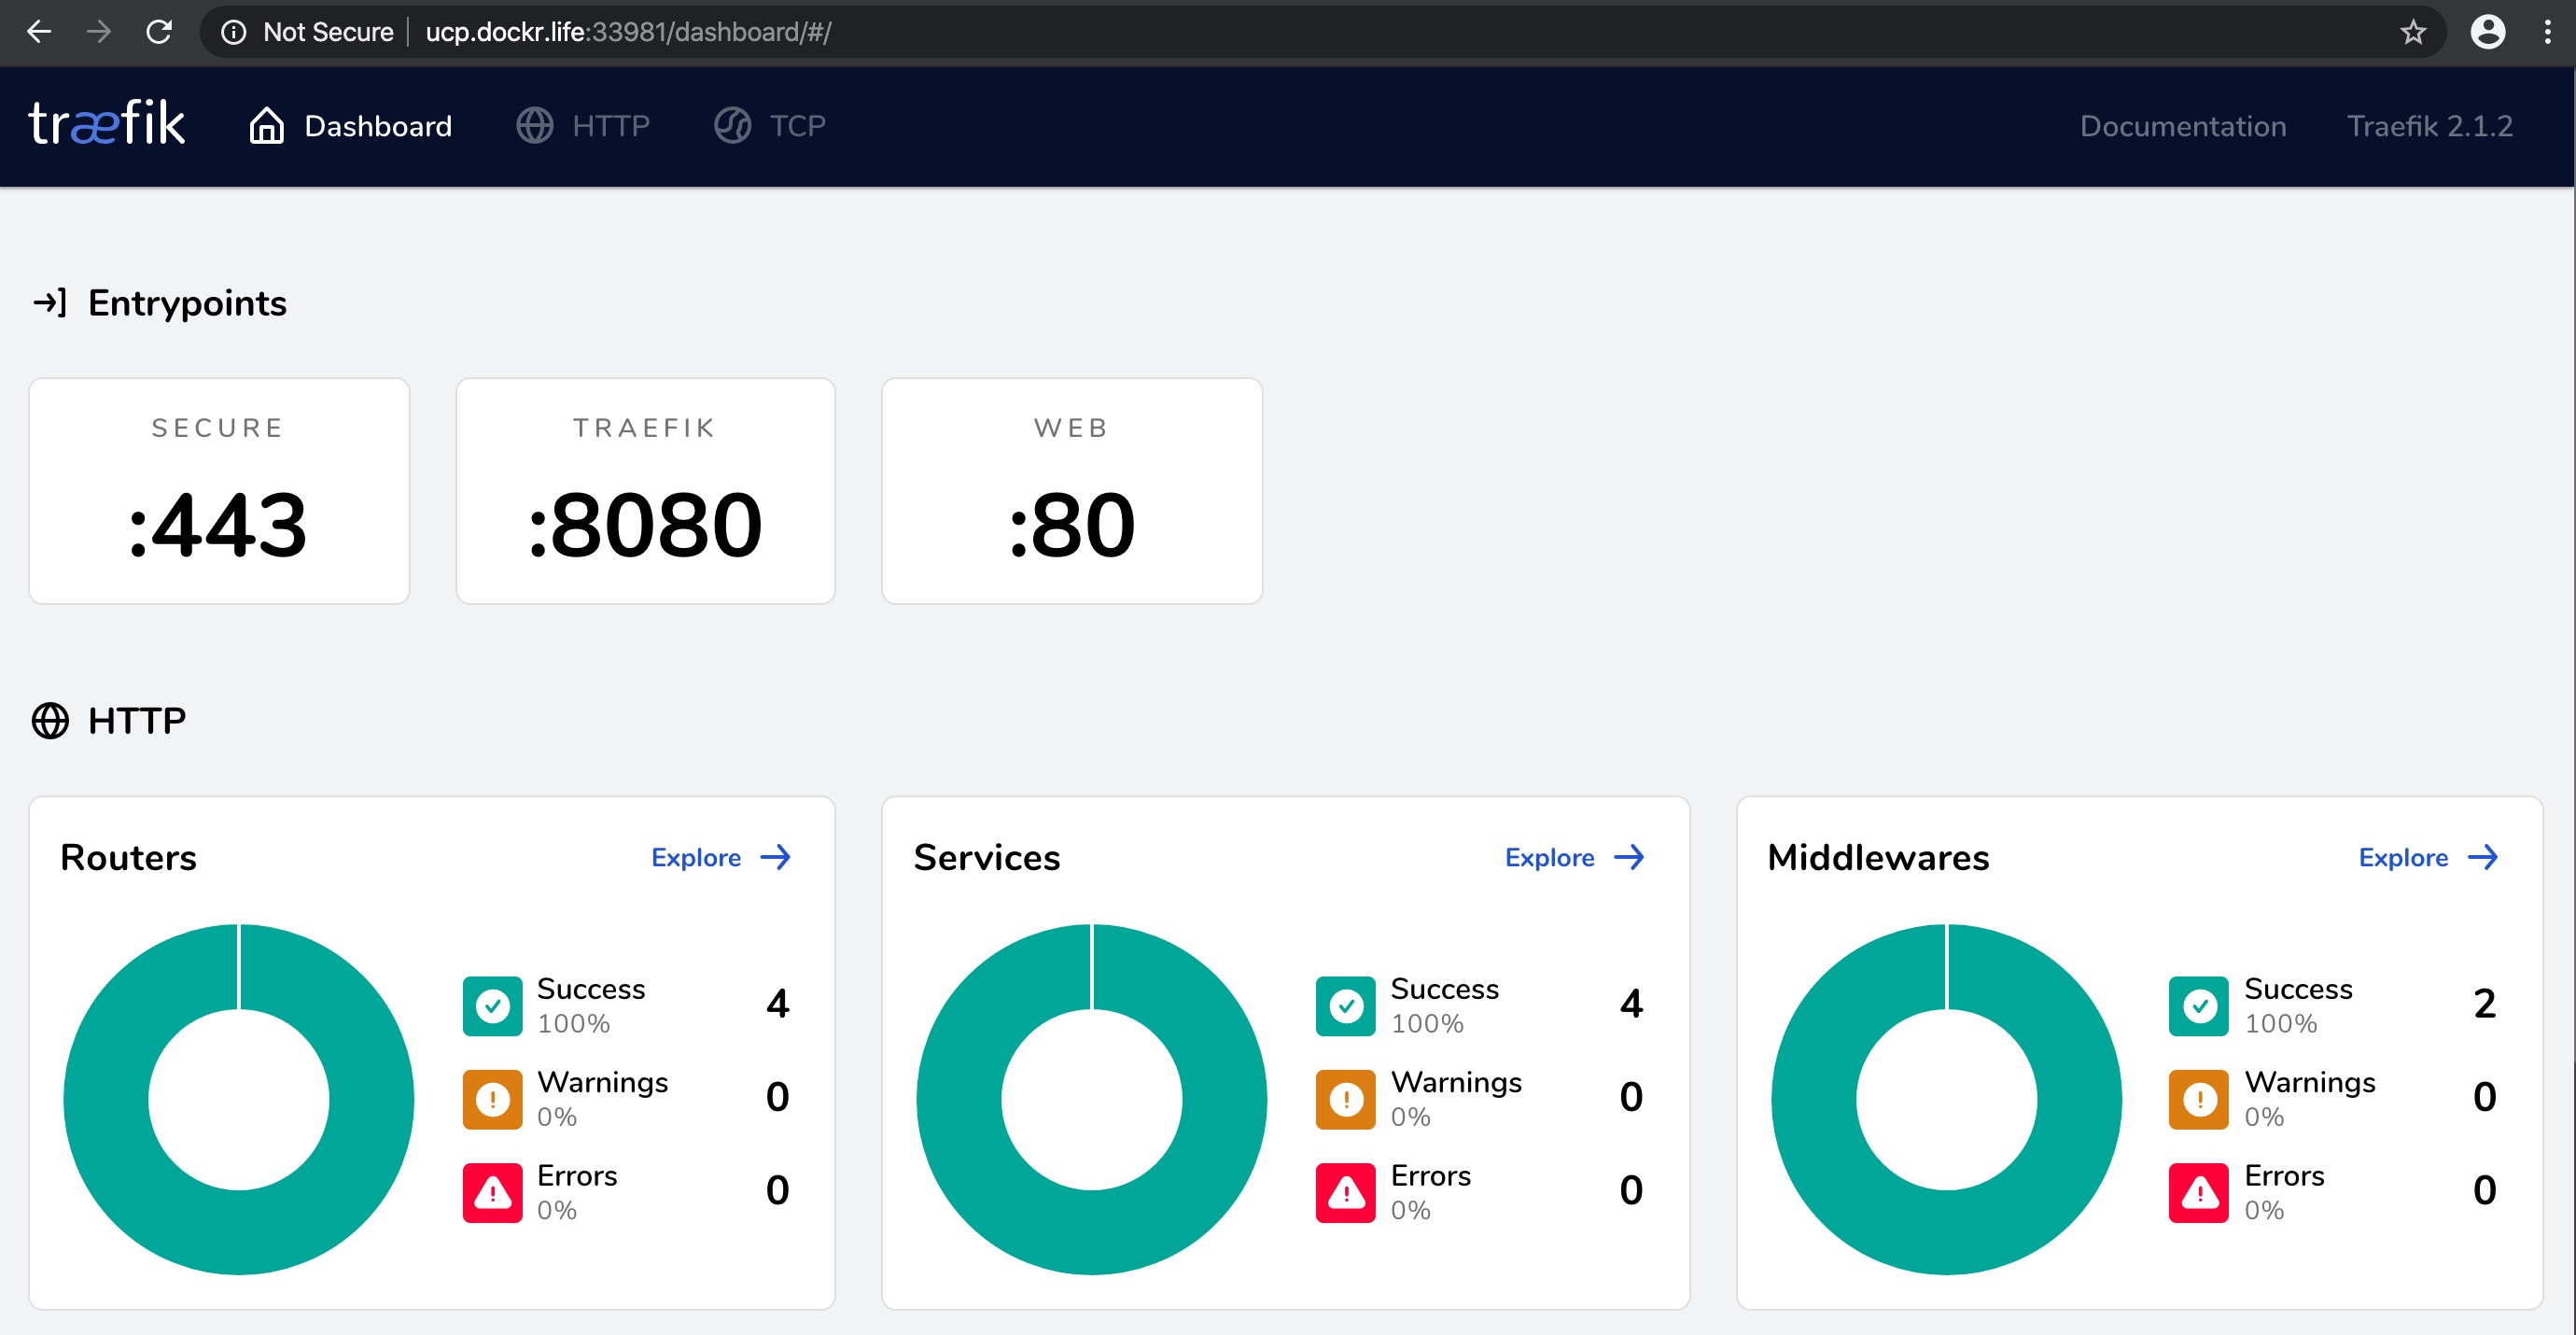 Not Secure | ucp.dockr.life:33981/dashboard/#/
træfik Dashboard HTTP TCP Documentation Traefik 2.1.2
Entrypoints
SECURE TRAEFIK WEB
:443 :8080 :80
HTTP
Routers Explore
Success 4
100%
Warnings 0
0%
Errors 0
0%
Services Explore
Success 4
100%
Warnings 0
0%
Errors 0
0%
Middlewares Explore
Success 2
100%
Warnings 0
0%
Errors 0
0%